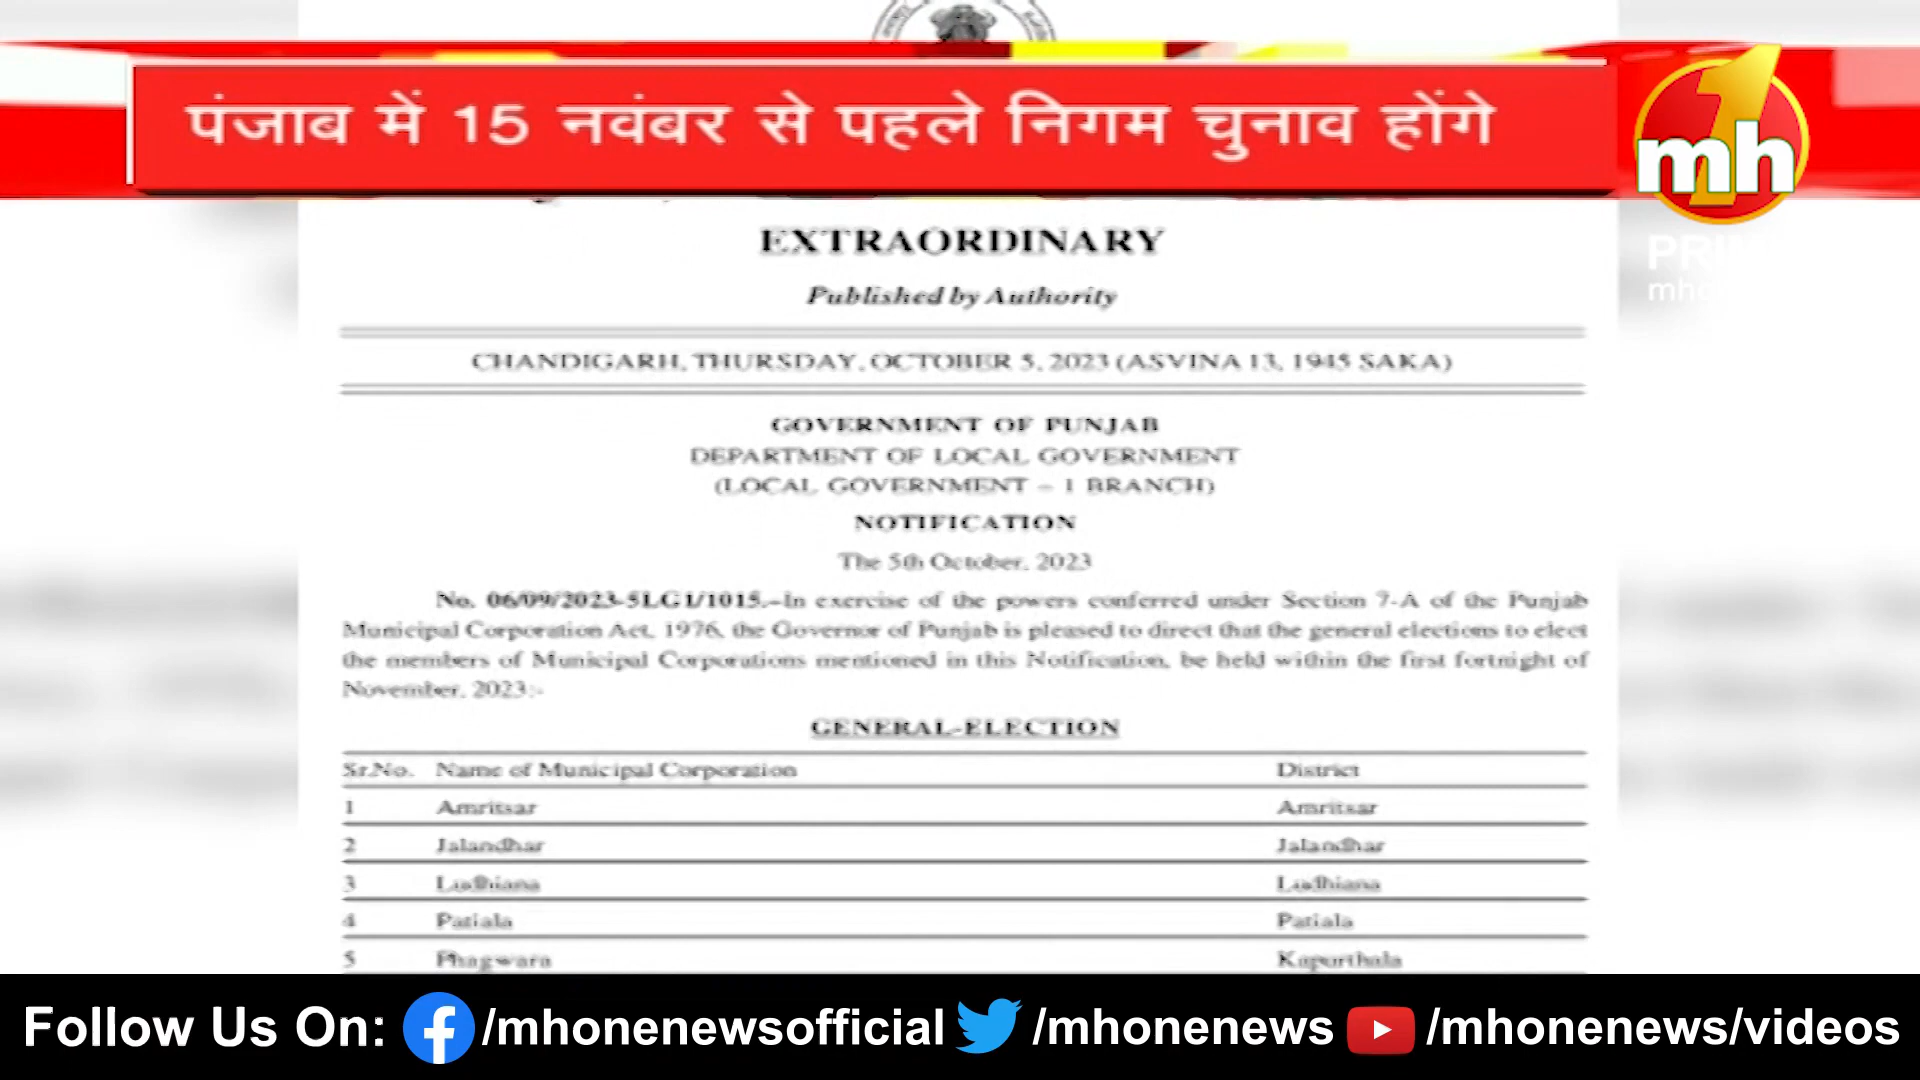 पंजाब में 15 नवंबर से पहले निगम चुनाव होंगे
1
mh
EXTRAORDINARY
Published by Authority
CHANDIGARH, THURSDAY, OCTOBER 5, 2023 (ASVINA 13, 1945 SAKA)
GOVERNMENT OF PUNJAB
DEPARTMENT OF LOCAL GOVERNMENT
(LOCAL GOVERNMENT – 1 BRANCH)
NOTIFICATION
The 5th October, 2023
No. 06/09/2023-5LG1/1015.-In exercise of the powers conferred under Section 7-A of the Punjab
Municipal Corporation Act, 1976, the Governor of Punjab is pleased to direct that the general elections to elect
the members of Municipal Corporations mentioned in this Notification, be held within the first fortnight of
November, 2023:-
GENERAL-ELECTION
Sr.No. Name of Municipal Corporation District
1 Amritsar Amritsar
2 Jalandhar Jalandhar
3 Ludhiana Ludhiana
4 Patiala Patiala
5 Phagwara Kapurthala
Follow Us On: /mhonenewsofficial /mhonenews /mhonenews/videos